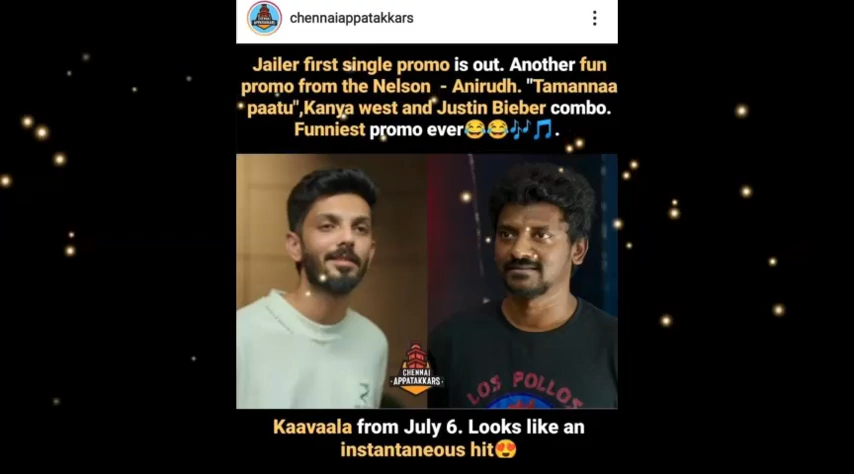 chennaiappatakkars
Jailer first single promo is out. Another fun
promo from the Nelson - Anirudh. "Tamannaa
paatu",Kanya west and Justin Bieber combo.
Funniest promo ever😂😂🎶🎵.
CHENNAI
·APPATAKKARS·
LOS POLLOS
Kaavaala from July 6. Looks like an
instantaneous hit😍